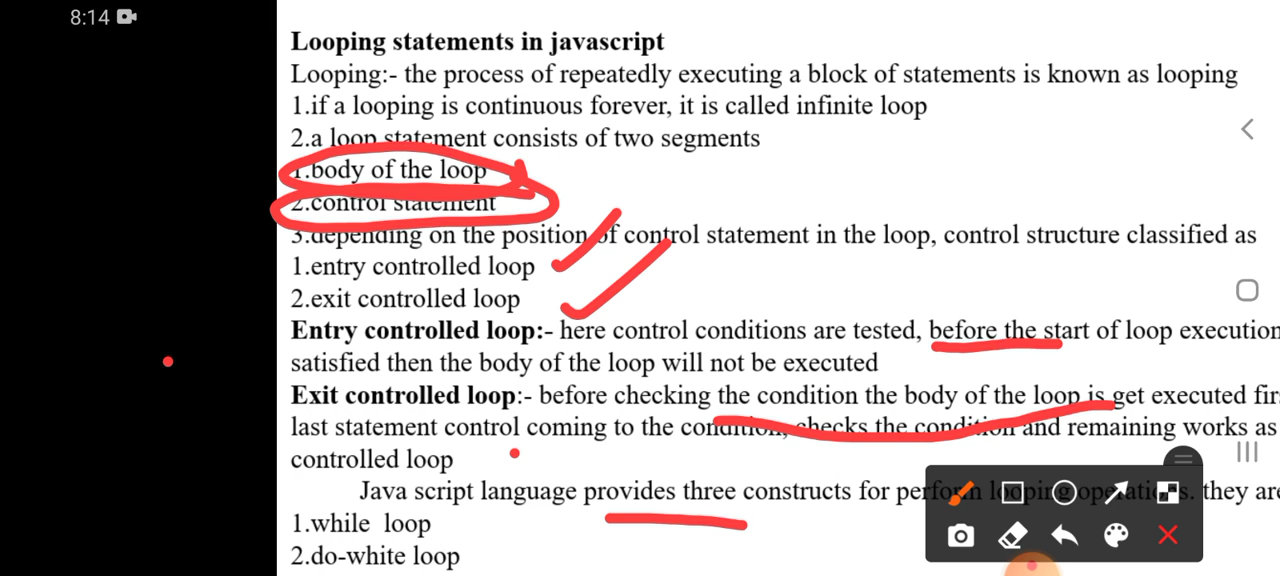 8:14
Looping statements in javascript
Looping:- the process of repeatedly executing a block of statements is known as looping
1.if a looping is continuous forever, it is called infinite loop
2.a loop statement consists of two segments
1.body of the loop
2.control statement
3.depending on the position of control statement in the loop, control structure classified as
1.entry controlled loop
2.exit controlled loop
Entry controlled loop:- here control conditions are tested, before the start of loop execution
satisfied then the body of the loop will not be executed
Exit controlled loop:- before checking the condition the body of the loop is get executed fir
last statement control coming to the condition, checks the condition and remaining works as
controlled loop
Java script language provides three constructs for perform looping operations. they are
1.while loop
2.do-white loop